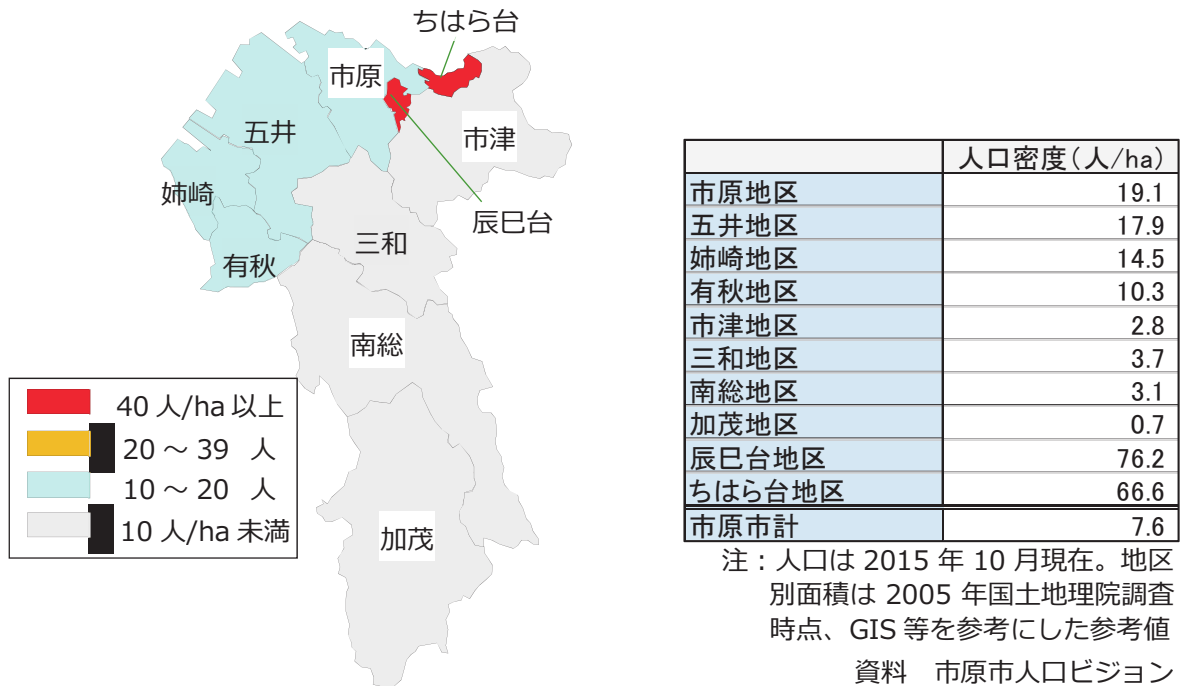 ちはら台
市原
五井
市津
姉崎
辰巳台
三和
有秋
南総
加茂
40 人/ha 以上
20 ～ 39 人
10 ～ 20 人
10 人/ha 未満
人口密度（人/ha）
市原地区 19.1
五井地区 17.9
姉崎地区 14.5
有秋地区 10.3
市津地区 2.8
三和地区 3.7
南総地区 3.1
加茂地区 0.7
辰巳台地区 76.2
ちはら台地区 66.6
市原市計 7.6
注：人口は 2015 年 10 月現在。地区
別面積は 2005 年国土地理院調査
時点、GIS 等を参考にした参考値
資料　市原市人口ビジョン